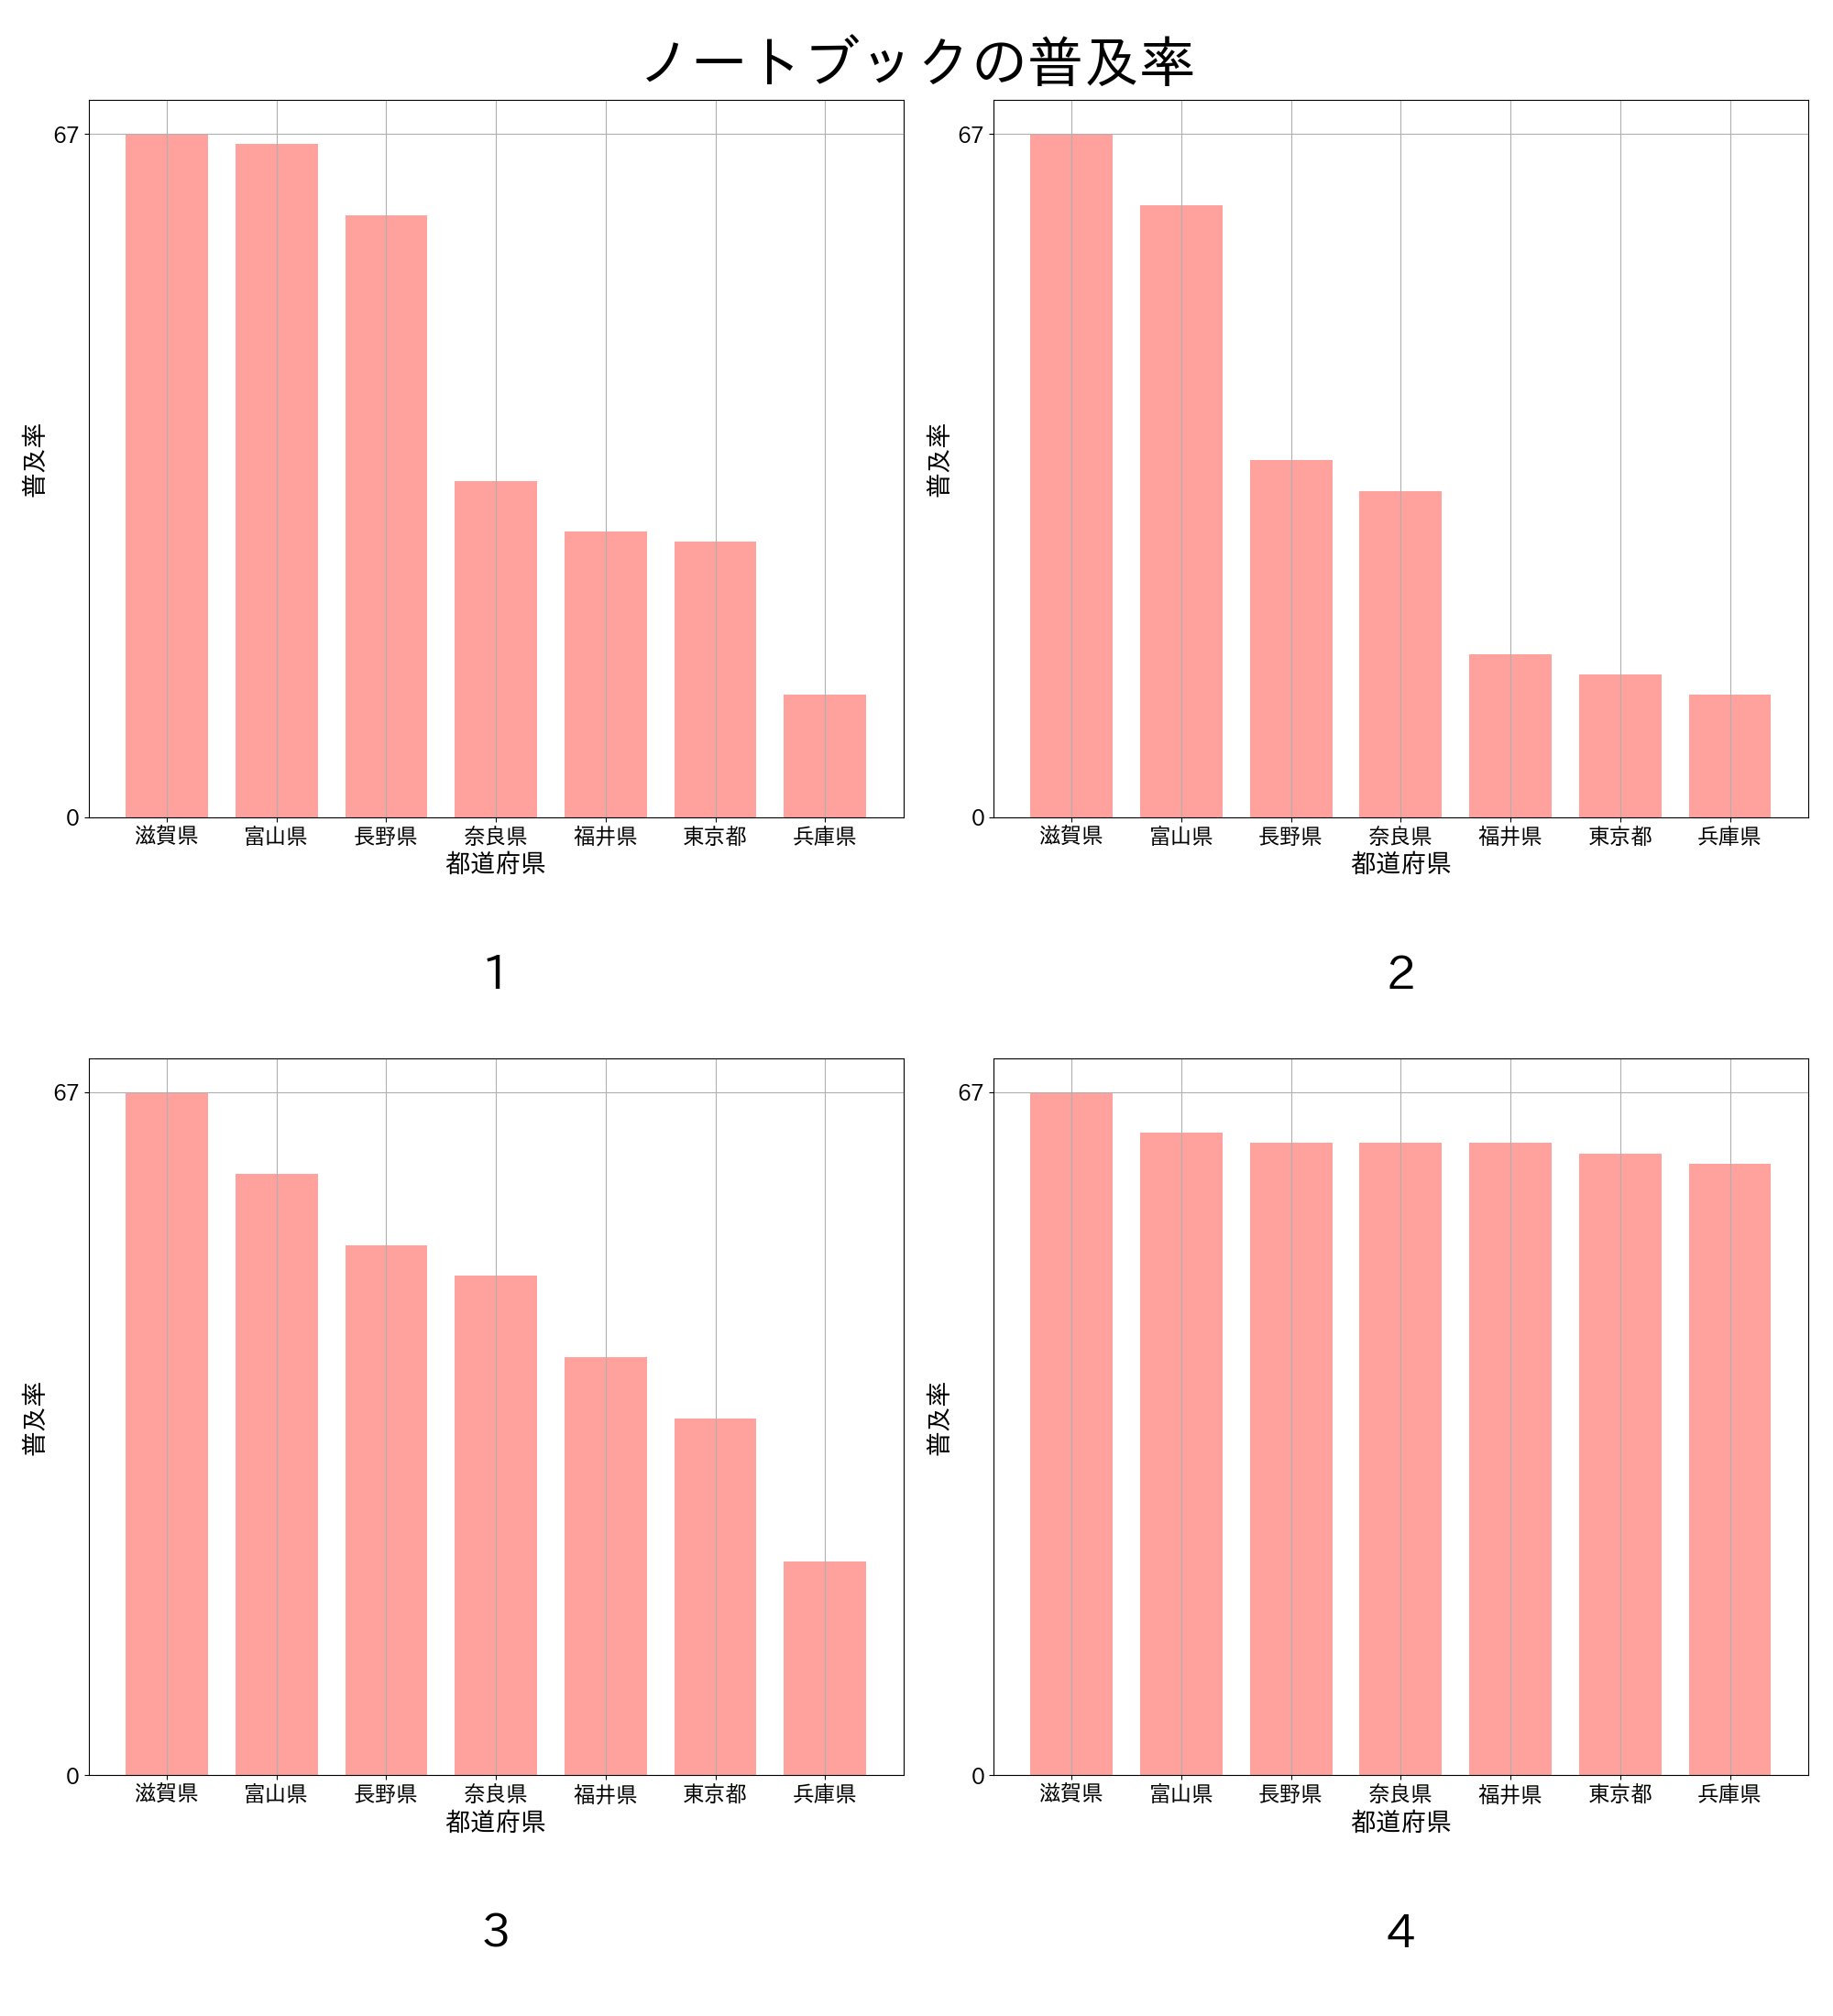 ノートブックの普及率
67
0
普及率
滋賀県 富山県 長野県 奈良県 福井県 東京都 兵庫県
都道府県
1
67
0
普及率
滋賀県 富山県 長野県 奈良県 福井県 東京都 兵庫県
都道府県
2
67
0
普及率
滋賀県 富山県 長野県 奈良県 福井県 東京都 兵庫県
都道府県
3
67
0
普及率
滋賀県 富山県 長野県 奈良県 福井県 東京都 兵庫県
都道府県
4